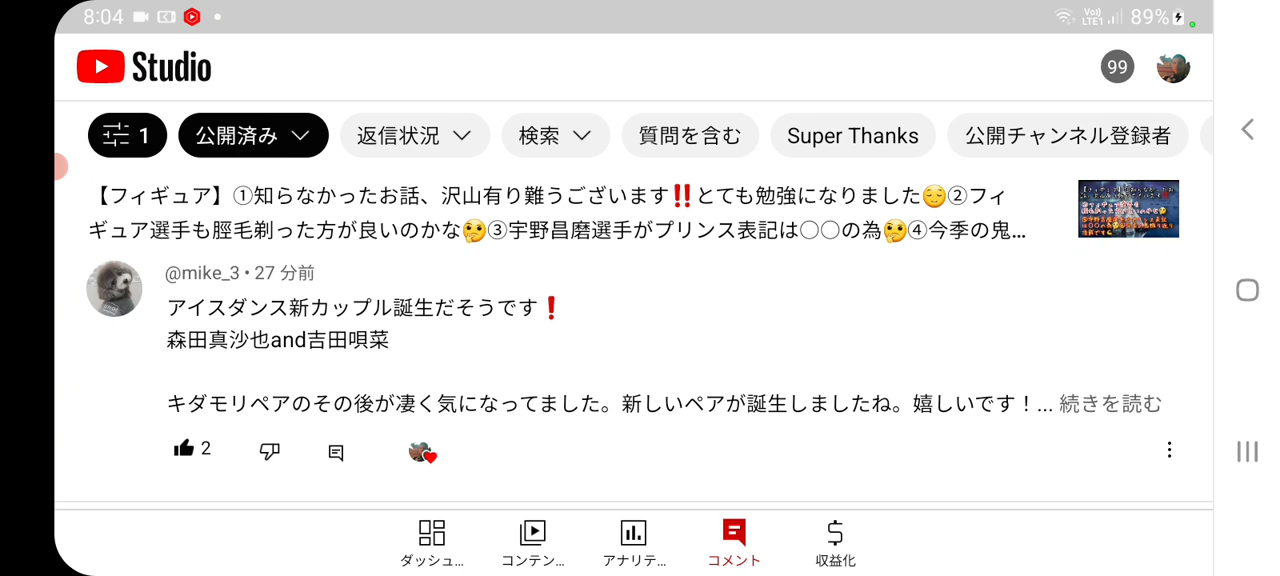 8:04
Vo))
LTE1
89%
Studio
99
1
公開済み
返信状況
検索
質問を含む
Super Thanks
公開チャンネル登録者
【フィギュア】①知らなかったお話、沢山有り難うございます‼️とても勉強になりました😌②フィ
ギュア選手も脛毛剃った方が良いのかな🤔③宇野昌磨選手がプリンス表記は〇〇の為🤔④今季の鬼...
@mike_3 • 27 分前
アイスダンス新カップル誕生だそうです❗
森田真沙也and吉田唄菜
キダモリペアのその後が凄く気になってました。新しいペアが誕生しましたね。嬉しいです！... 続きを読む
2
ダッシュ...
コンテン...
アナリテ...
コメント
収益化